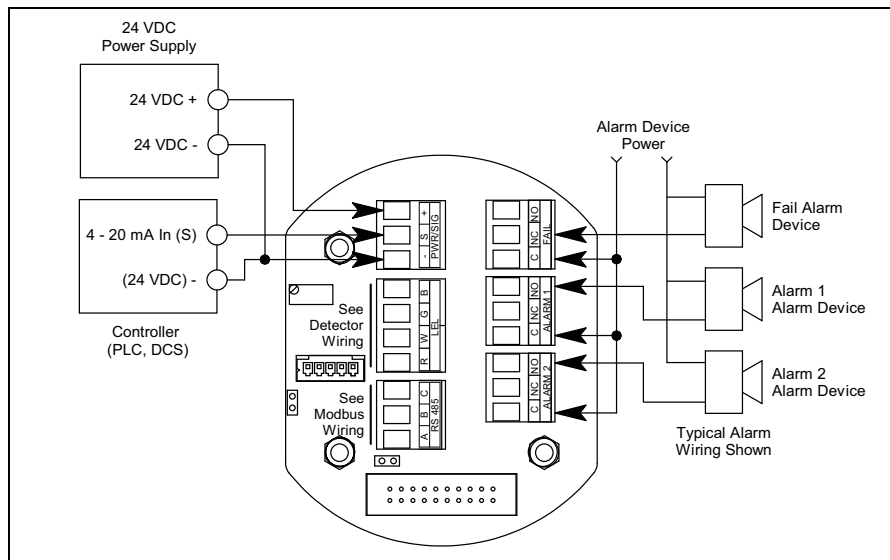 24 VDC
Power Supply
24 VDC +
24 VDC -
4 - 20 mA In (S)
(24 VDC) -
Controller
(PLC, DCS)
+
S
-
PWR/SIG
See
Detector
Wiring
B
G
W
R
LEL
See
Modbus
Wiring
C
B
A
RS 485
NO
NC
C
FAIL
NO
NC
C
ALARM 1
NO
NC
C
ALARM 2
Alarm Device
Power
Fail Alarm
Device
Alarm 1
Alarm Device
Alarm 2
Alarm Device
Typical Alarm
Wiring Shown